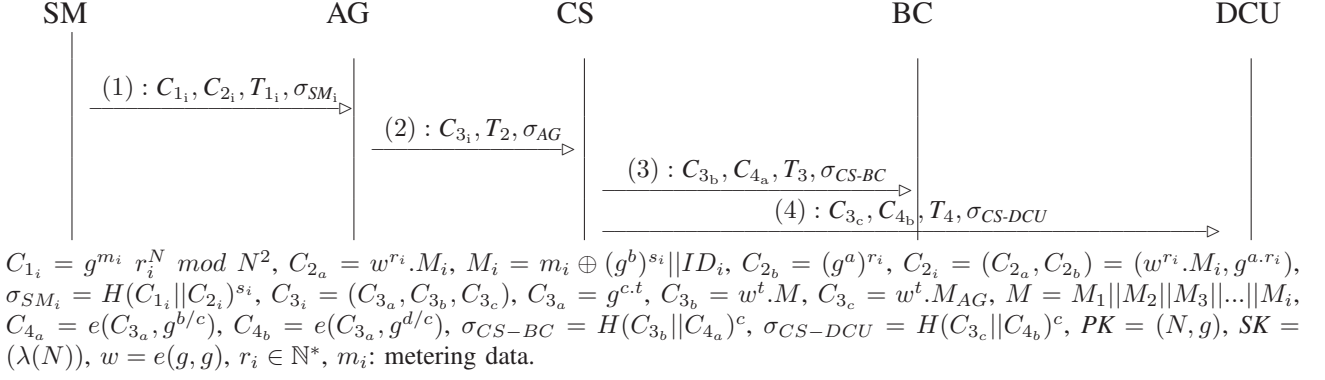 SM AG CS BC DCU
(1) : C_{1_i}, C_{2_i}, T_{1_i}, σ_{SM_i}
(2) : C_{3_i}, T_2, σ_{AG}
(3) : C_{3_b}, C_{4_a}, T_3, σ_{CS-BC}
(4) : C_{3_c}, C_{4_b}, T_4, σ_{CS-DCU}
C_{1_i} = g^{m_i} r_i^N mod N^2, C_{2_a} = w^{r_i}.M_i, M_i = m_i ⊕ (g^b)^{s_i}||ID_i, C_{2_b} = (g^a)^{r_i}, C_{2_i} = (C_{2_a}, C_{2_b}) = (w^{r_i}.M_i, g^{a.r_i}),
σ_{SM_i} = H(C_{1_i}||C_{2_i})^{s_i}, C_{3_i} = (C_{3_a}, C_{3_b}, C_{3_c}), C_{3_a} = g^{c.t}, C_{3_b} = w^t.M, C_{3_c} = w^t.M_{AG}, M = M_1||M_2||M_3||...||M_i,
C_{4_a} = e(C_{3_a}, g^{b/c}), C_{4_b} = e(C_{3_a}, g^{d/c}), σ_{CS-BC} = H(C_{3_b}||C_{4_a})^c, σ_{CS-DCU} = H(C_{3_c}||C_{4_b})^c, PK = (N, g), SK =
(λ(N)), w = e(g, g), r_i ∈ ℕ^*, m_i: metering data.